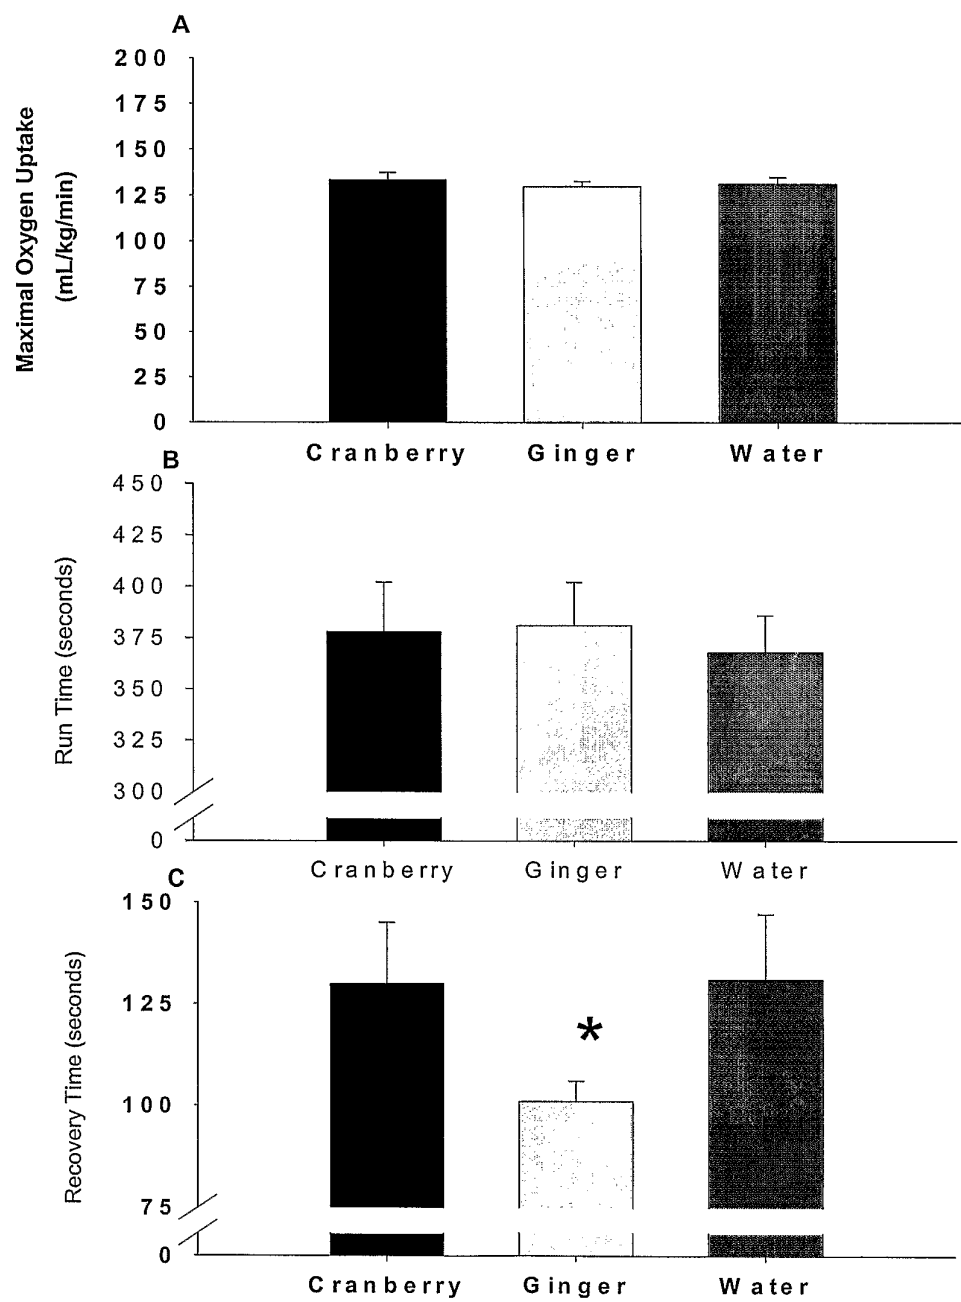 A
200
175
150
125
100
75
50
25
0
Maximal Oxygen Uptake
(mL/kg/min)
Cranberry Ginger Water
B
450
425
400
375
350
325
300
0
Run Time (seconds)
Cranberry Ginger Water
C
150
125
100
75
0
Recovery Time (seconds)
*
Cranberry Ginger Water